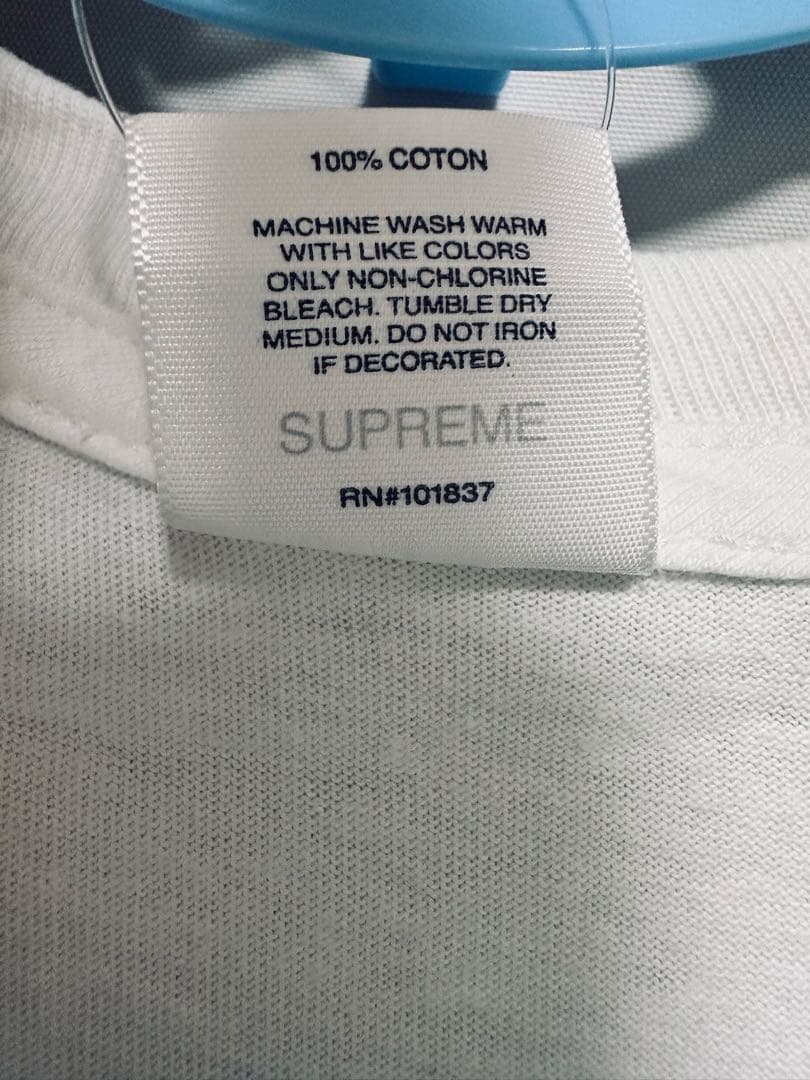 100% COTON
MACHINE WASH WARM
WITH LIKE COLORS
ONLY NON-CHLORINE
BLEACH. TUMBLE DRY
MEDIUM. DO NOT IRON
IF DECORATED.
SUPREME
RN#101837